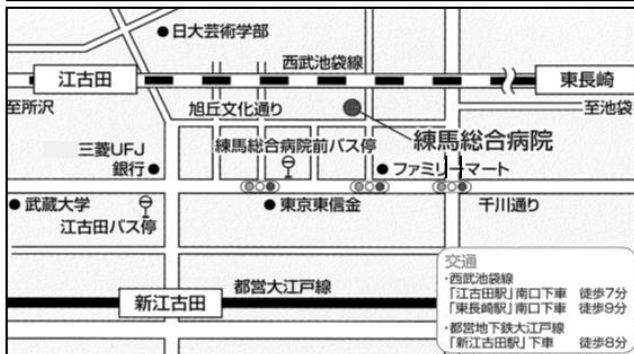 日大芸術学部
西武池袋線
江古田
東長崎
至所沢
旭丘文化通り
至池袋
練馬総合病院
三菱UFJ
銀行
練馬総合病院前バス停
ファミリーマート
武蔵大学
江古田バス停
東京東信金
千川通り
都営大江戸線
新江古田
交通
・西武池袋線
「江古田駅」南口下車 徒歩7分
「東長崎駅」南口下車 徒歩9分
・都営地下鉄大江戸線
「新江古田駅」下車 徒歩8分